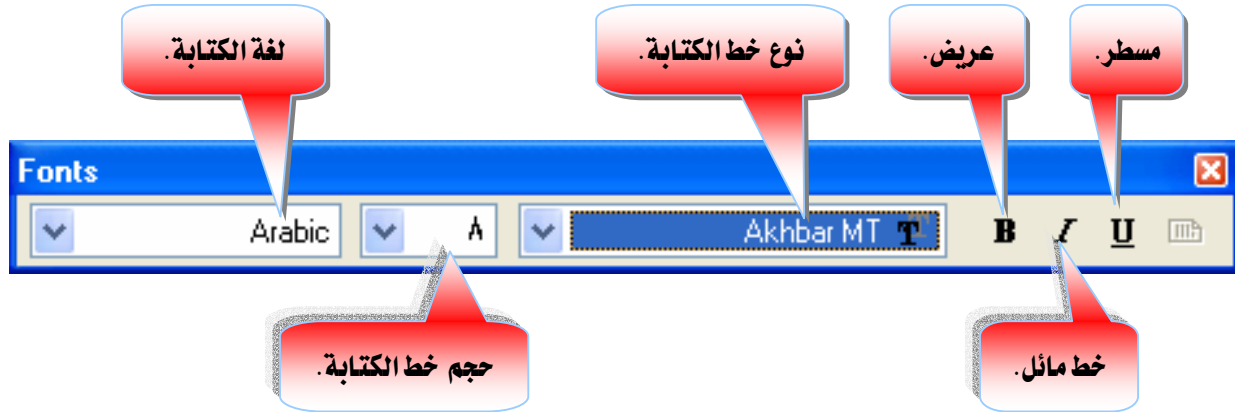 لغة الكتابة.
نوع خط الكتابة.
عريض.
مسطر.
Fonts
Arabic
٨
Akhbar MT
B
I
U
حجم خط الكتابة.
خط مائل.